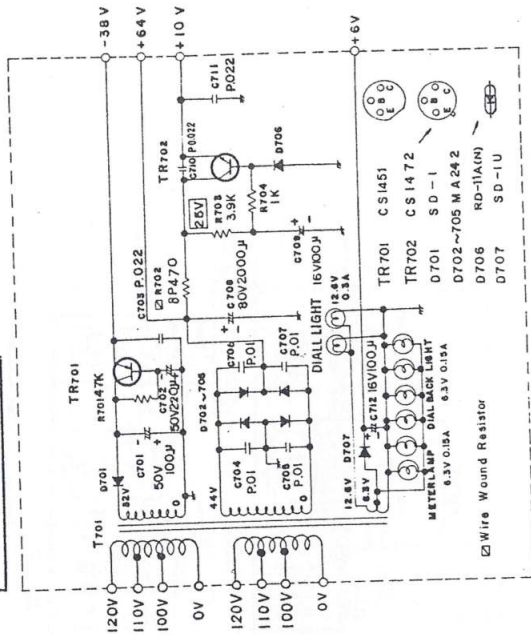 -38V
+64V
+10V
+6V
T701
120V
110V
100V
0V
120V
110V
100V
0V
D701
32V
0
C701
50V
100µ
R701 47K
C702
50V220µ
TR701
C703 P.022
R702
8P470
44V
0
D702~705
C704
P.01
C705
P.01
C706
P.01
C707
P.01
C708
80V2000µ
25V
R703
3.9K
R704
1K
C709
16V100µ
TR702
C710 P0.022
C711
P.022
D706
12.6V
6.3V
D707
C712 16V100µ
DIALL LIGHT
12.6V
0.3A
METERLAMP
6.3V 0.15A
DIAL BACK LIGHT
6.3V 0.15A
TR701 CS1451
TR702 CS1472
D701 SD-1
D702~705 MA242
D706 RD-11A(N)
D707 SD-1U
E B C
E B C
Wire Wound Resistor